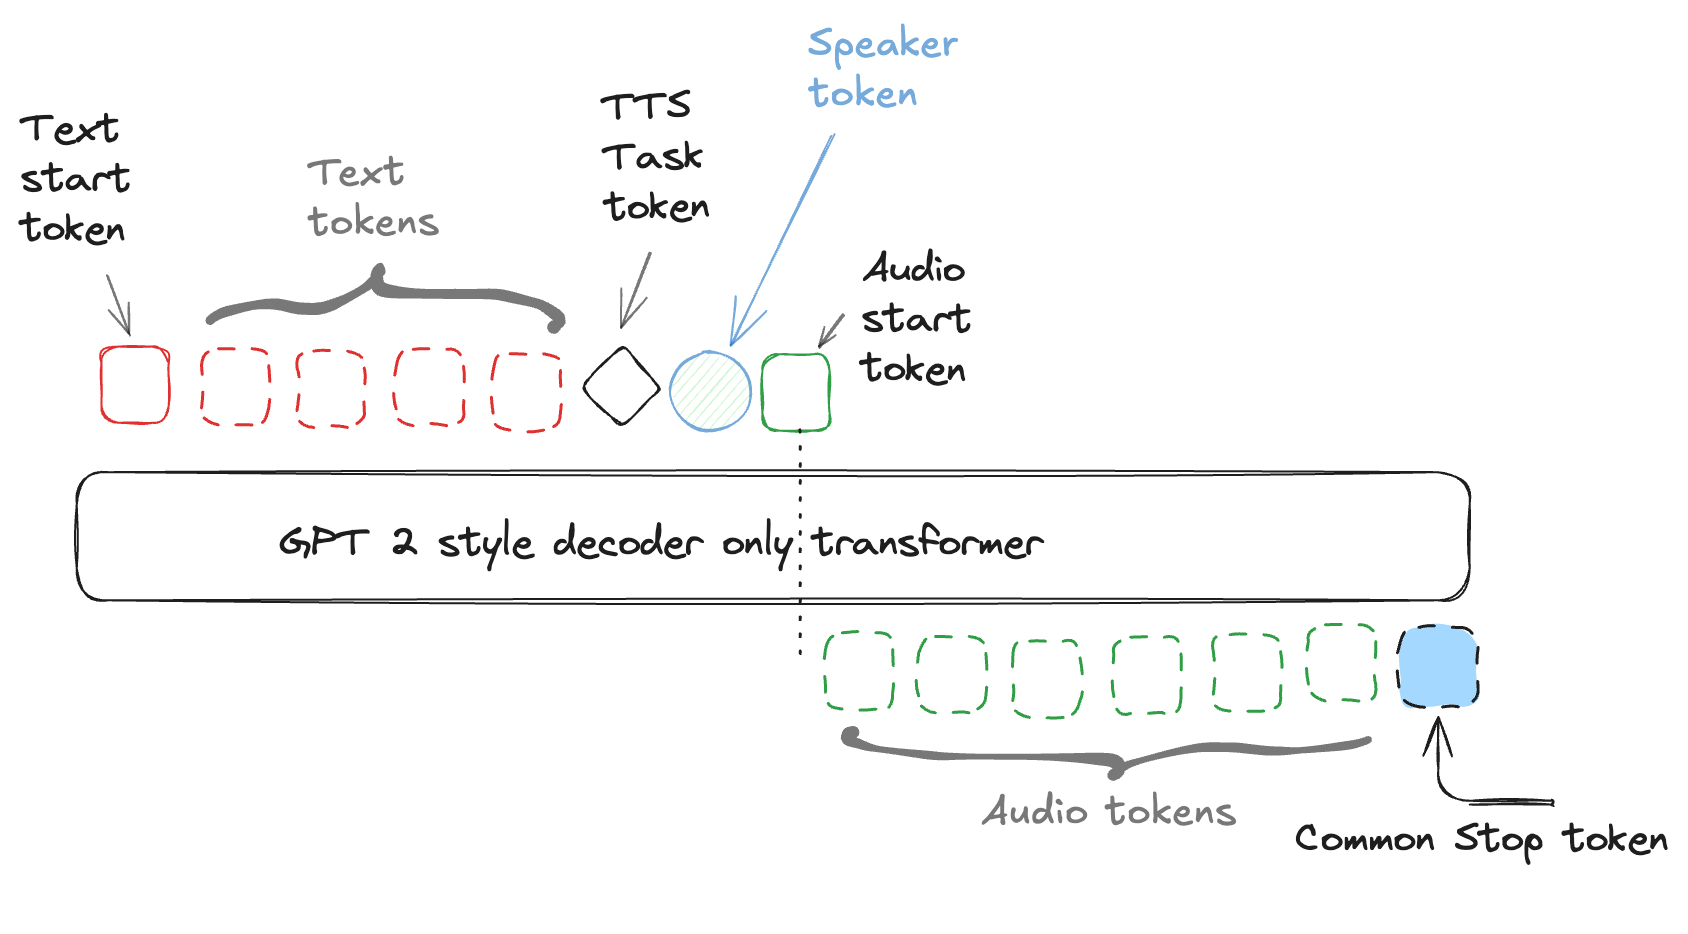 Speaker
token
TTS
Task
token
Text
start
token
Text
tokens
Audio
start
token
GPT 2 style decoder only transformer
Audio tokens
Common Stop token